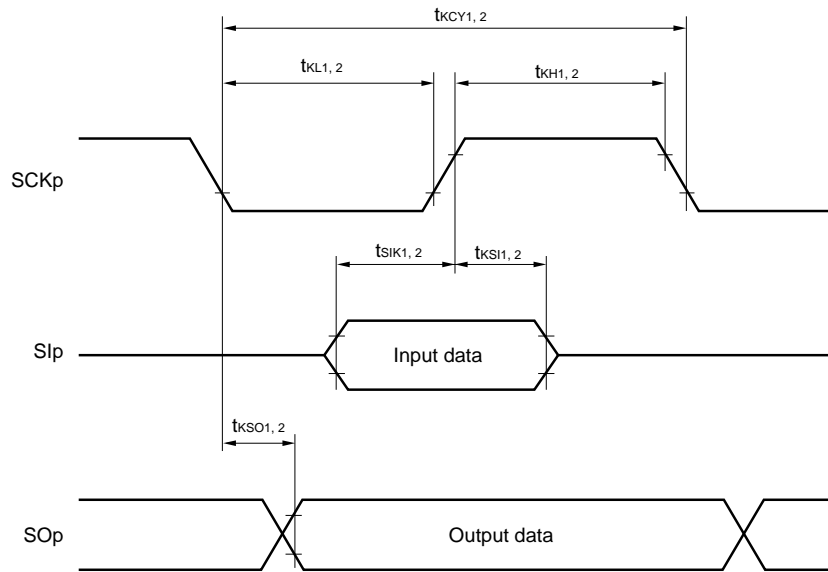 tKCY1, 2
tKL1, 2
tKH1, 2
SCKp
tSIK1, 2
tKSI1, 2
SIp
Input data
tKSO1, 2
SOp
Output data